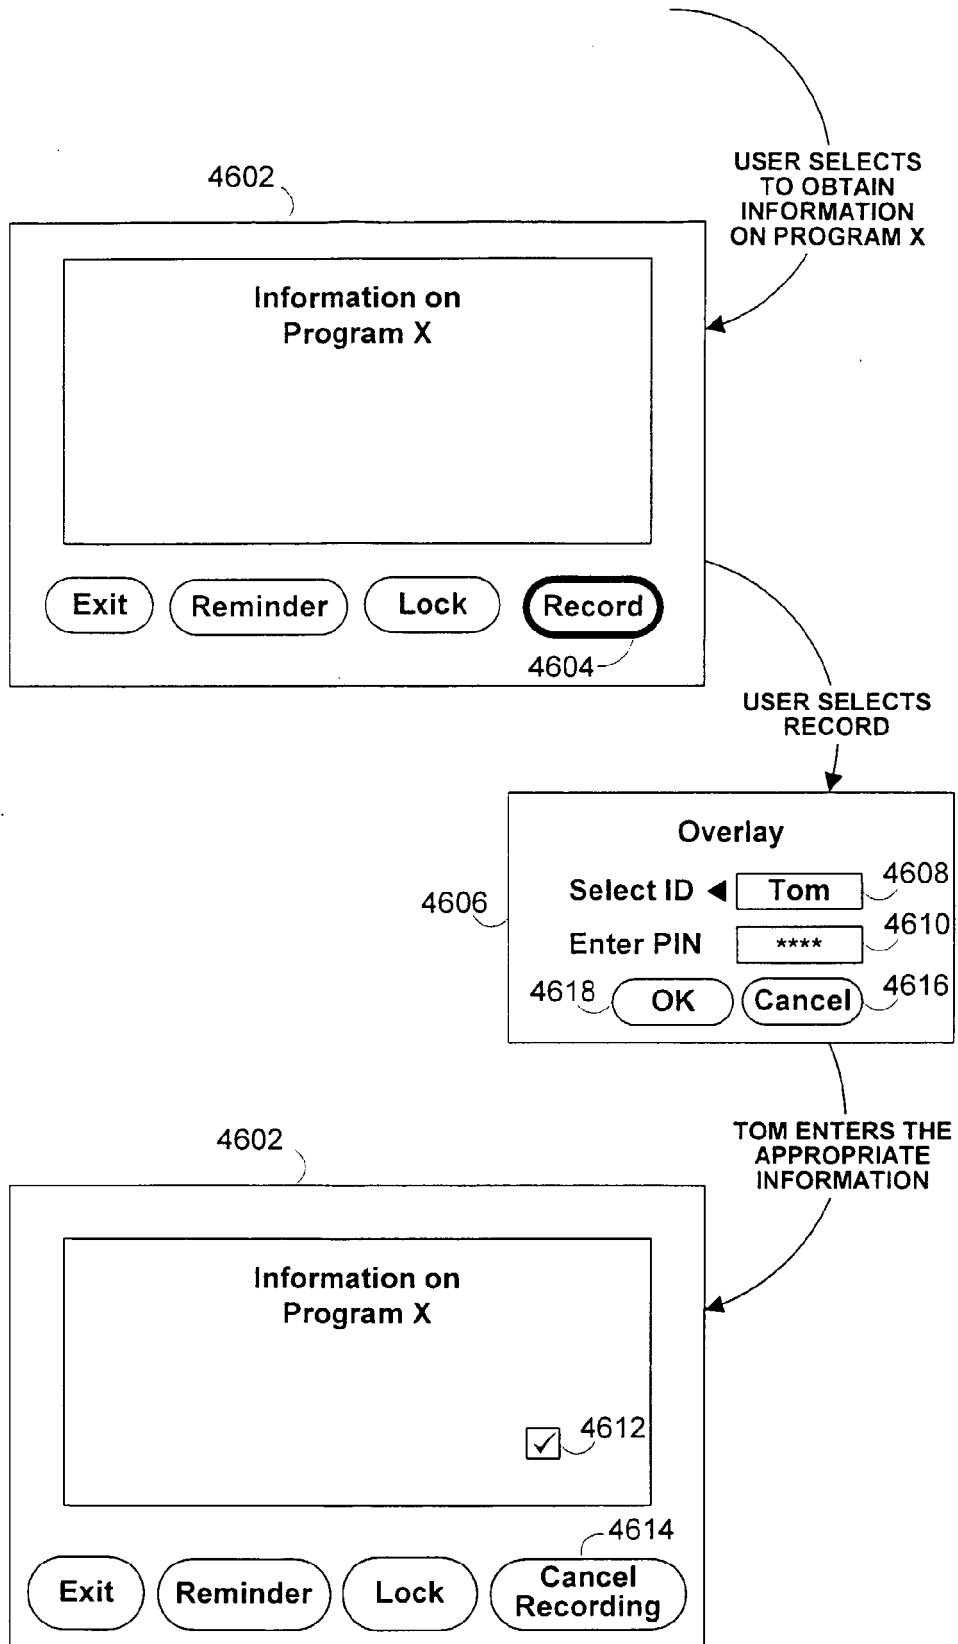 USER SELECTS
TO OBTAIN
INFORMATION
ON PROGRAM X
4602
Information on
Program X
Exit
Reminder
Lock
Record
4604
USER SELECTS
RECORD
Overlay
4606
Select ID
Tom
4608
Enter PIN
****
4610
4618
OK
Cancel
4616
TOM ENTERS THE
APPROPRIATE
INFORMATION
4602
Information on
Program X
4612
4614
Exit
Reminder
Lock
Cancel
Recording